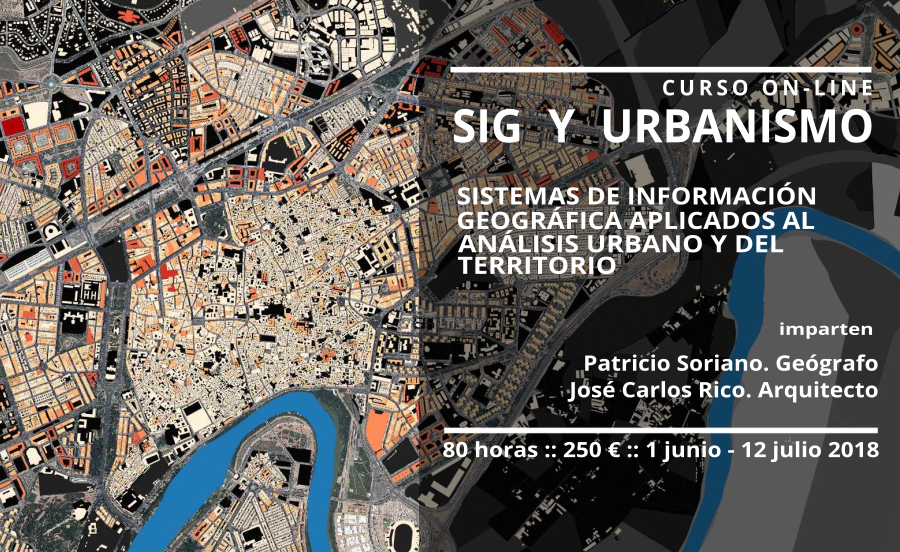 CURSO ON-LINE
SIG Y URBANISMO
SISTEMAS DE INFORMACIÓN
GEOGRÁFICA APLICADOS AL
ANÁLISIS URBANO Y DEL
TERRITORIO
imparten
Patricio Soriano. Geógrafo
José Carlos Rico. Arquitecto
80 horas :: 250 € :: 1 junio - 12 julio 2018